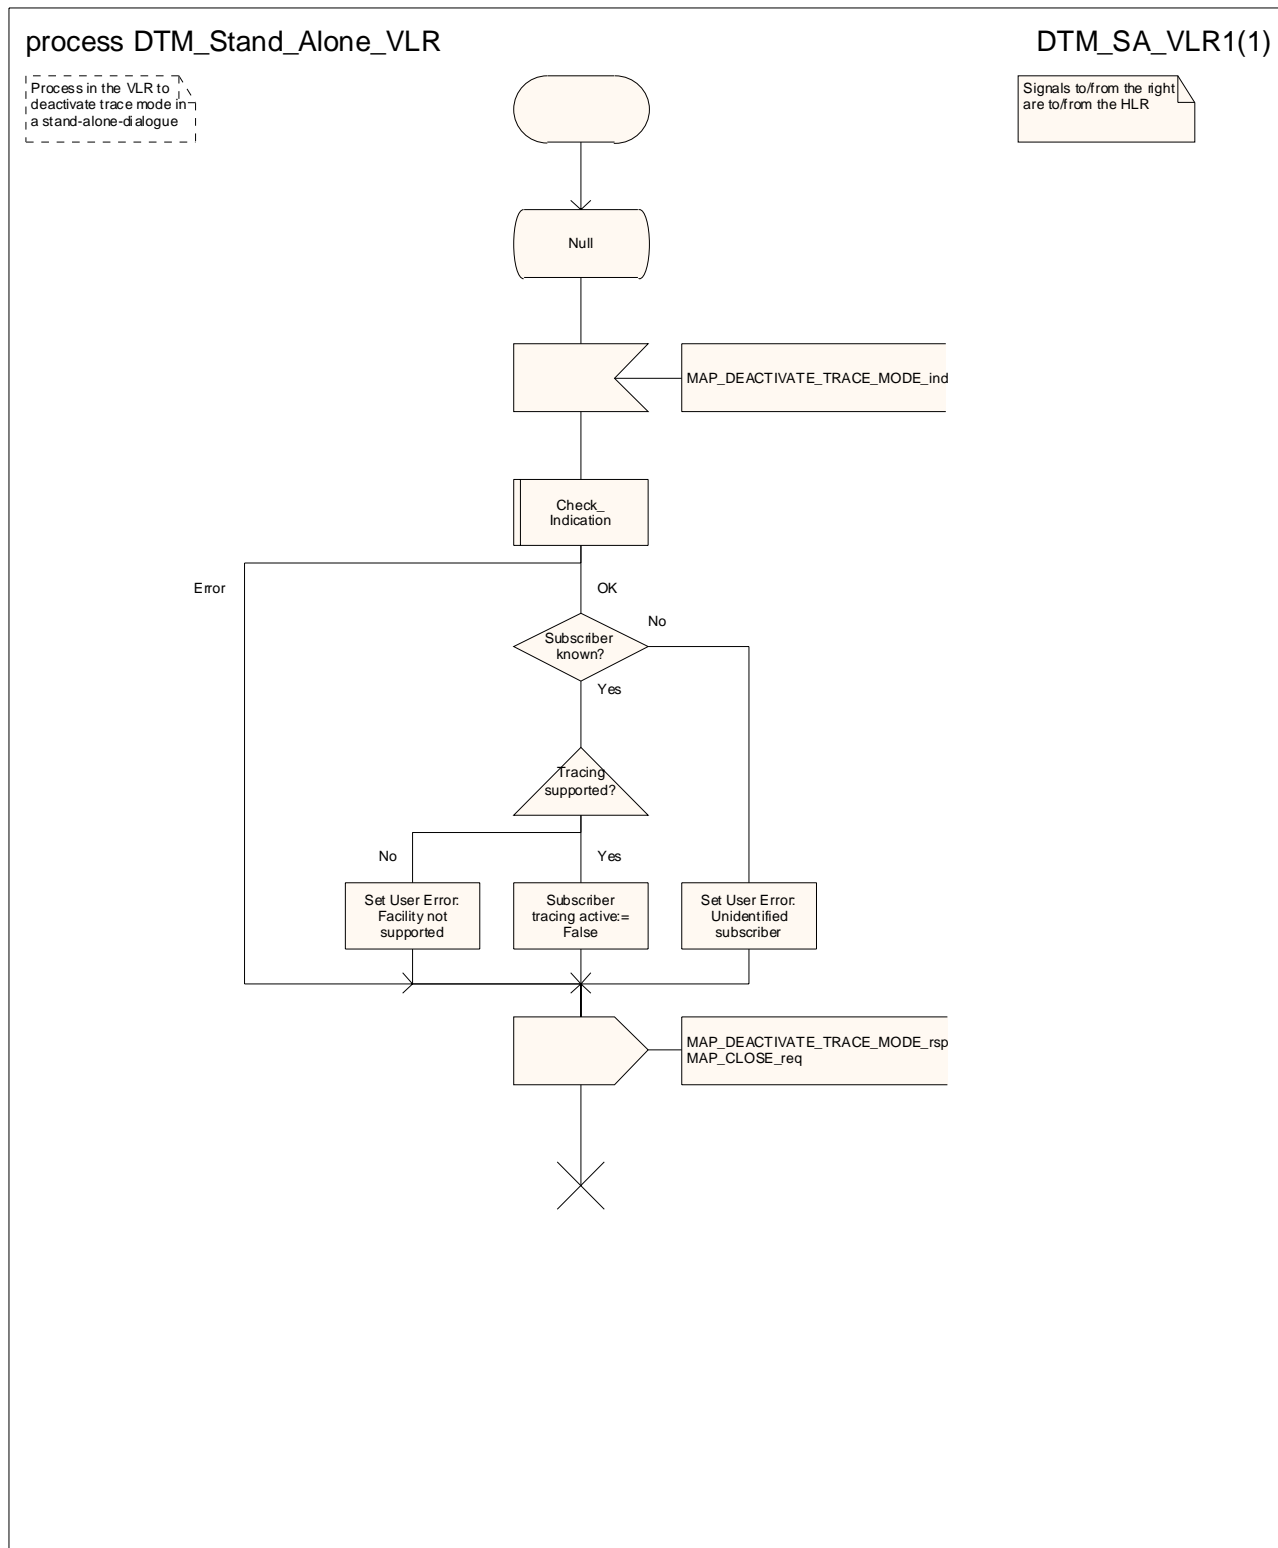 process DTM_Stand_Alone_VLR
DTM_SA_VLR1(1)
Process in the VLR to
deactivate trace mode in
a stand-alone-dialogue
Signals to/from the right
are to/from the HLR
Null
MAP_DEACTIVATE_TRACE_MODE_ind
Check_
Indication
Error
OK
No
Subscriber
known?
Yes
Tracing
supported?
No
Yes
Set User Error:
Facility not
supported
Subscriber
tracing active:=
False
Set User Error:
Unidentified
subscriber
MAP_DEACTIVATE_TRACE_MODE_rsp
MAP_CLOSE_req